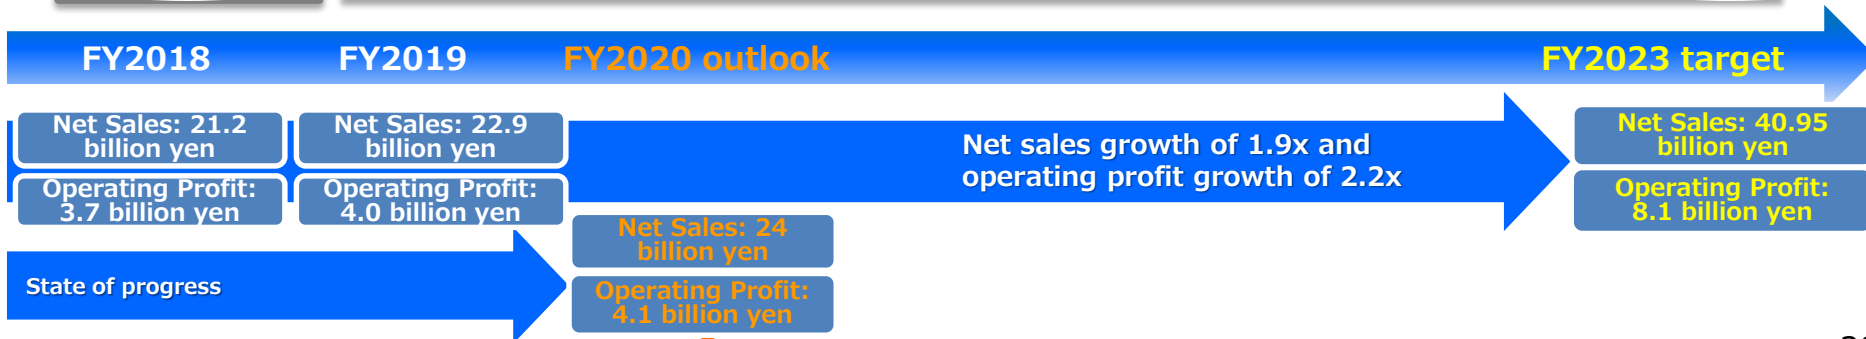 FY2018
FY2019
FY2020 outlook
FY2023 target
Net Sales: 21.2
billion yen
Operating Profit:
3.7 billion yen
Net Sales: 22.9
billion yen
Operating Profit:
4.0 billion yen
Net sales growth of 1.9x and
operating profit growth of 2.2x
Net Sales: 40.95
billion yen
Operating Profit:
8.1 billion yen
State of progress
Net Sales: 24
billion yen
Operating Profit:
4.1 billion yen